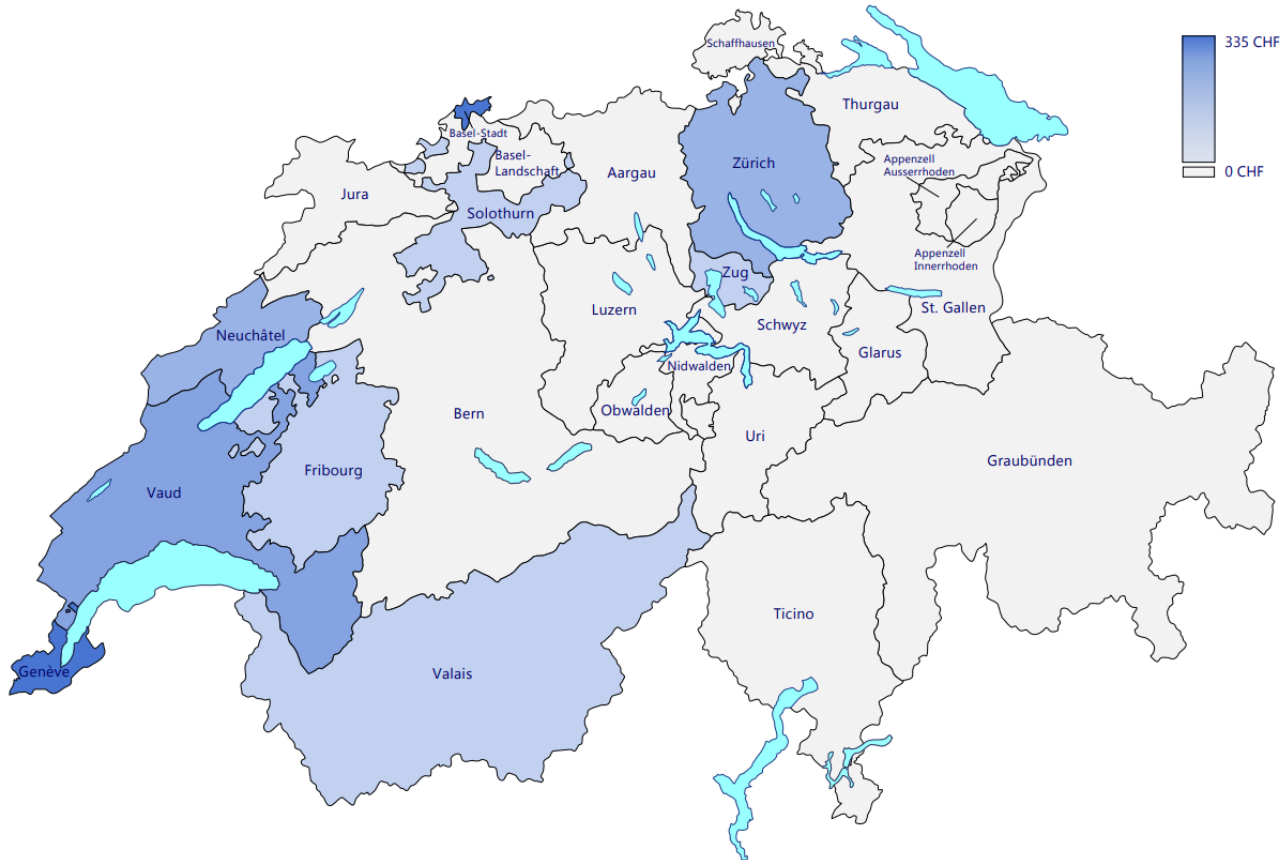 335 CHF
0 CHF
Schaffhausen
Thurgau
Basel-Stadt
Basel-
Landschaft
Aargau
Zürich
Appenzell
Ausserrhoden
Jura
Solothurn
Appenzell
Innerrhoden
Zug
Neuchâtel
Luzern
Schwyz
St. Gallen
Glarus
Nidwalden
Bern
Obwalden
Uri
Graubünden
Fribourg
Vaud
Ticino
Genève
Valais